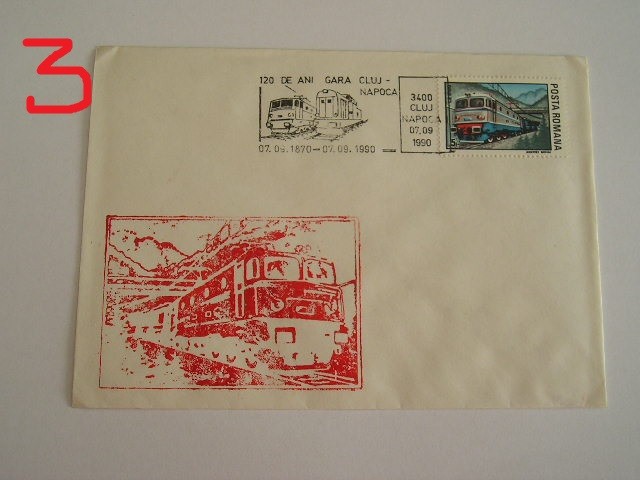 3
120 DE ANI GARA CLUJ -
NAPOCA
07.09.1870 — 07.09.1990 —
3400
CLUJ
NAPOCA
07.09
1990
POSTA ROMANA